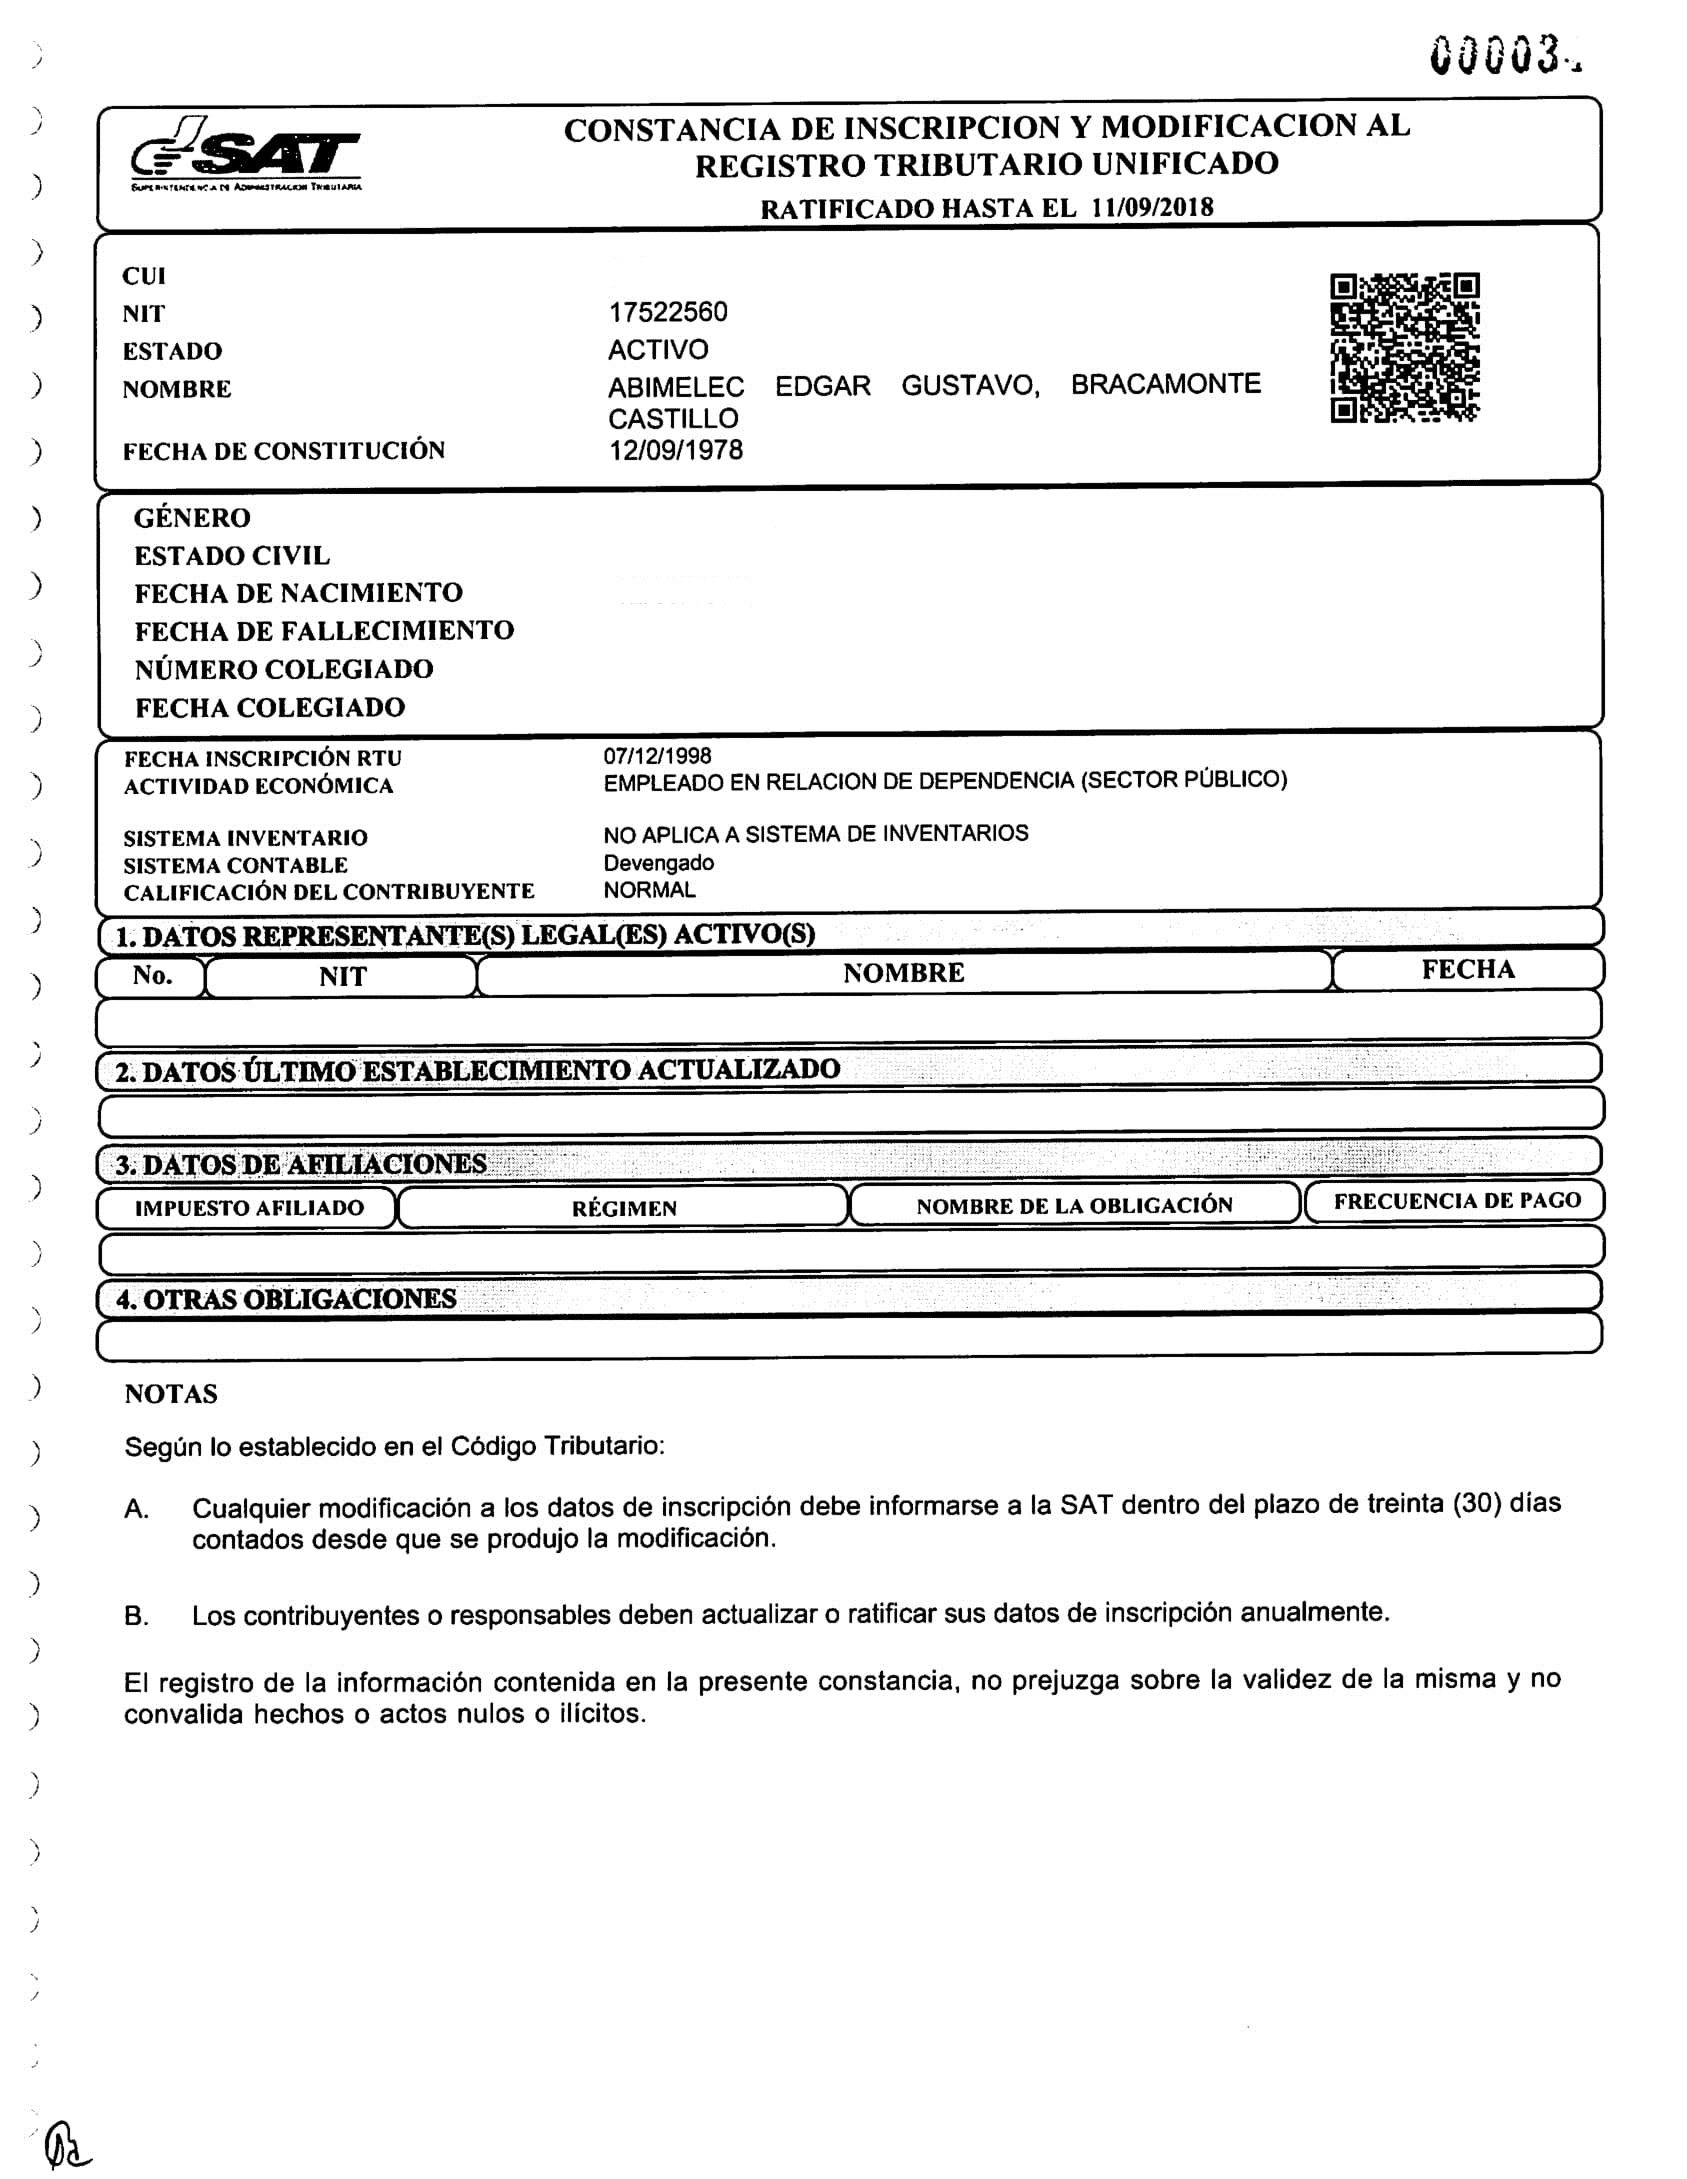 CONSTANCIA DE INSCRIPCION Y MODIFICACION AL
REGISTRO TRIBUTARIO UNIFICADO
RATIFICADO HASTA EL 11/09/2018
SAT
SUPERINTENDENCIA DE ADMINISTRACION TRIBUTARIA
CUI
NIT 17522560
ESTADO ACTIVO
NOMBRE ABIMELEC EDGAR GUSTAVO, BRACAMONTE
CASTILLO
FECHA DE CONSTITUCIÓN 12/09/1978
GÉNERO
ESTADO CIVIL
FECHA DE NACIMIENTO
FECHA DE FALLECIMIENTO
NÚMERO COLEGIADO
FECHA COLEGIADO
FECHA INSCRIPCIÓN RTU 07/12/1998
ACTIVIDAD ECONÓMICA EMPLEADO EN RELACION DE DEPENDENCIA (SECTOR PÚBLICO)
SISTEMA INVENTARIO NO APLICA A SISTEMA DE INVENTARIOS
SISTEMA CONTABLE Devengado
CALIFICACIÓN DEL CONTRIBUYENTE NORMAL
1. DATOS REPRESENTANTE(S) LEGAL(ES) ACTIVO(S)
No. NIT NOMBRE FECHA
2. DATOS ÚLTIMO ESTABLECIMIENTO ACTUALIZADO
3. DATOS DE AFILIACIONES
IMPUESTO AFILIADO RÉGIMEN NOMBRE DE LA OBLIGACIÓN FRECUENCIA DE PAGO
4. OTRAS OBLIGACIONES
NOTAS
Según lo establecido en el Código Tributario:
A. Cualquier modificación a los datos de inscripción debe informarse a la SAT dentro del plazo de treinta (30) días
contados desde que se produjo la modificación.
B. Los contribuyentes o responsables deben actualizar o ratificar sus datos de inscripción anualmente.
El registro de la información contenida en la presente constancia, no prejuzga sobre la validez de la misma y no
convalida hechos o actos nulos o ilícitos.